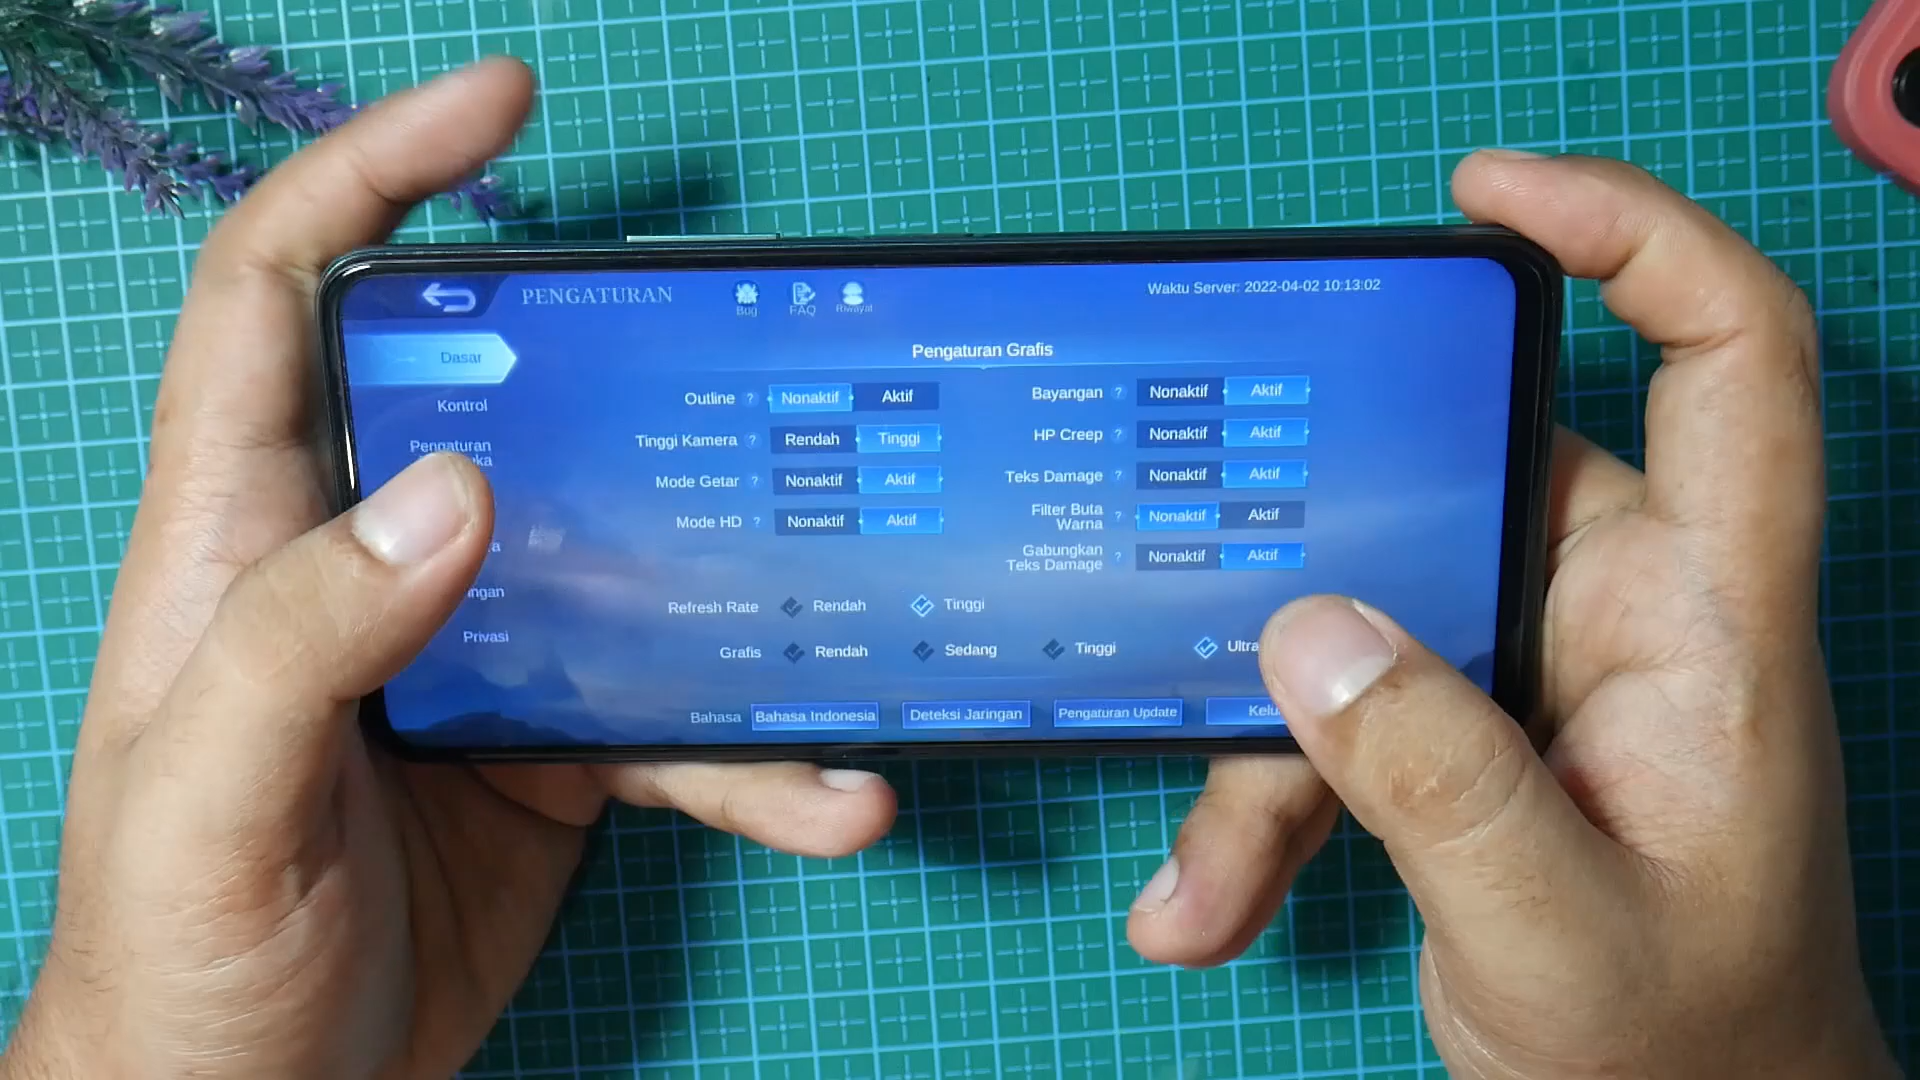 PENGATURAN
Bug
FAQ
Riwayat
Waktu Server: 2022-04-02 10:13:02
Dasar
Kontrol
Pengaturan
Privasi
Pengaturan Grafis
Outline ? Nonaktif Aktif
Tinggi Kamera ? Rendah Tinggi
Mode Getar ? Nonaktif Aktif
Mode HD ? Nonaktif Aktif
Bayangan ? Nonaktif Aktif
HP Creep ? Nonaktif Aktif
Teks Damage ? Nonaktif Aktif
Filter Buta
Warna ? Nonaktif Aktif
Gabungkan
Teks Damage ? Nonaktif Aktif
Refresh Rate Rendah Tinggi
Grafis Rendah Sedang Tinggi Ultra
Bahasa Bahasa Indonesia Deteksi Jaringan Pengaturan Update